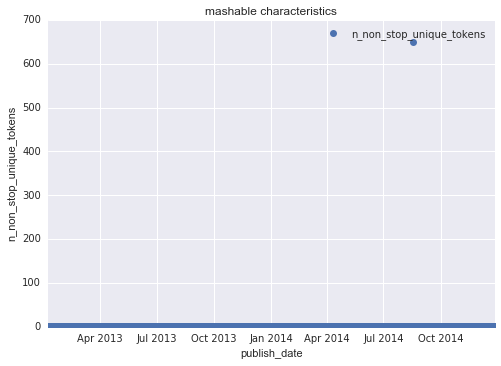 mashable characteristics
n_non_stop_unique_tokens
700
600
500
400
300
200
100
0
n_non_stop_unique_tokens
Apr 2013 Jul 2013 Oct 2013 Jan 2014 Apr 2014 Jul 2014 Oct 2014
publish_date